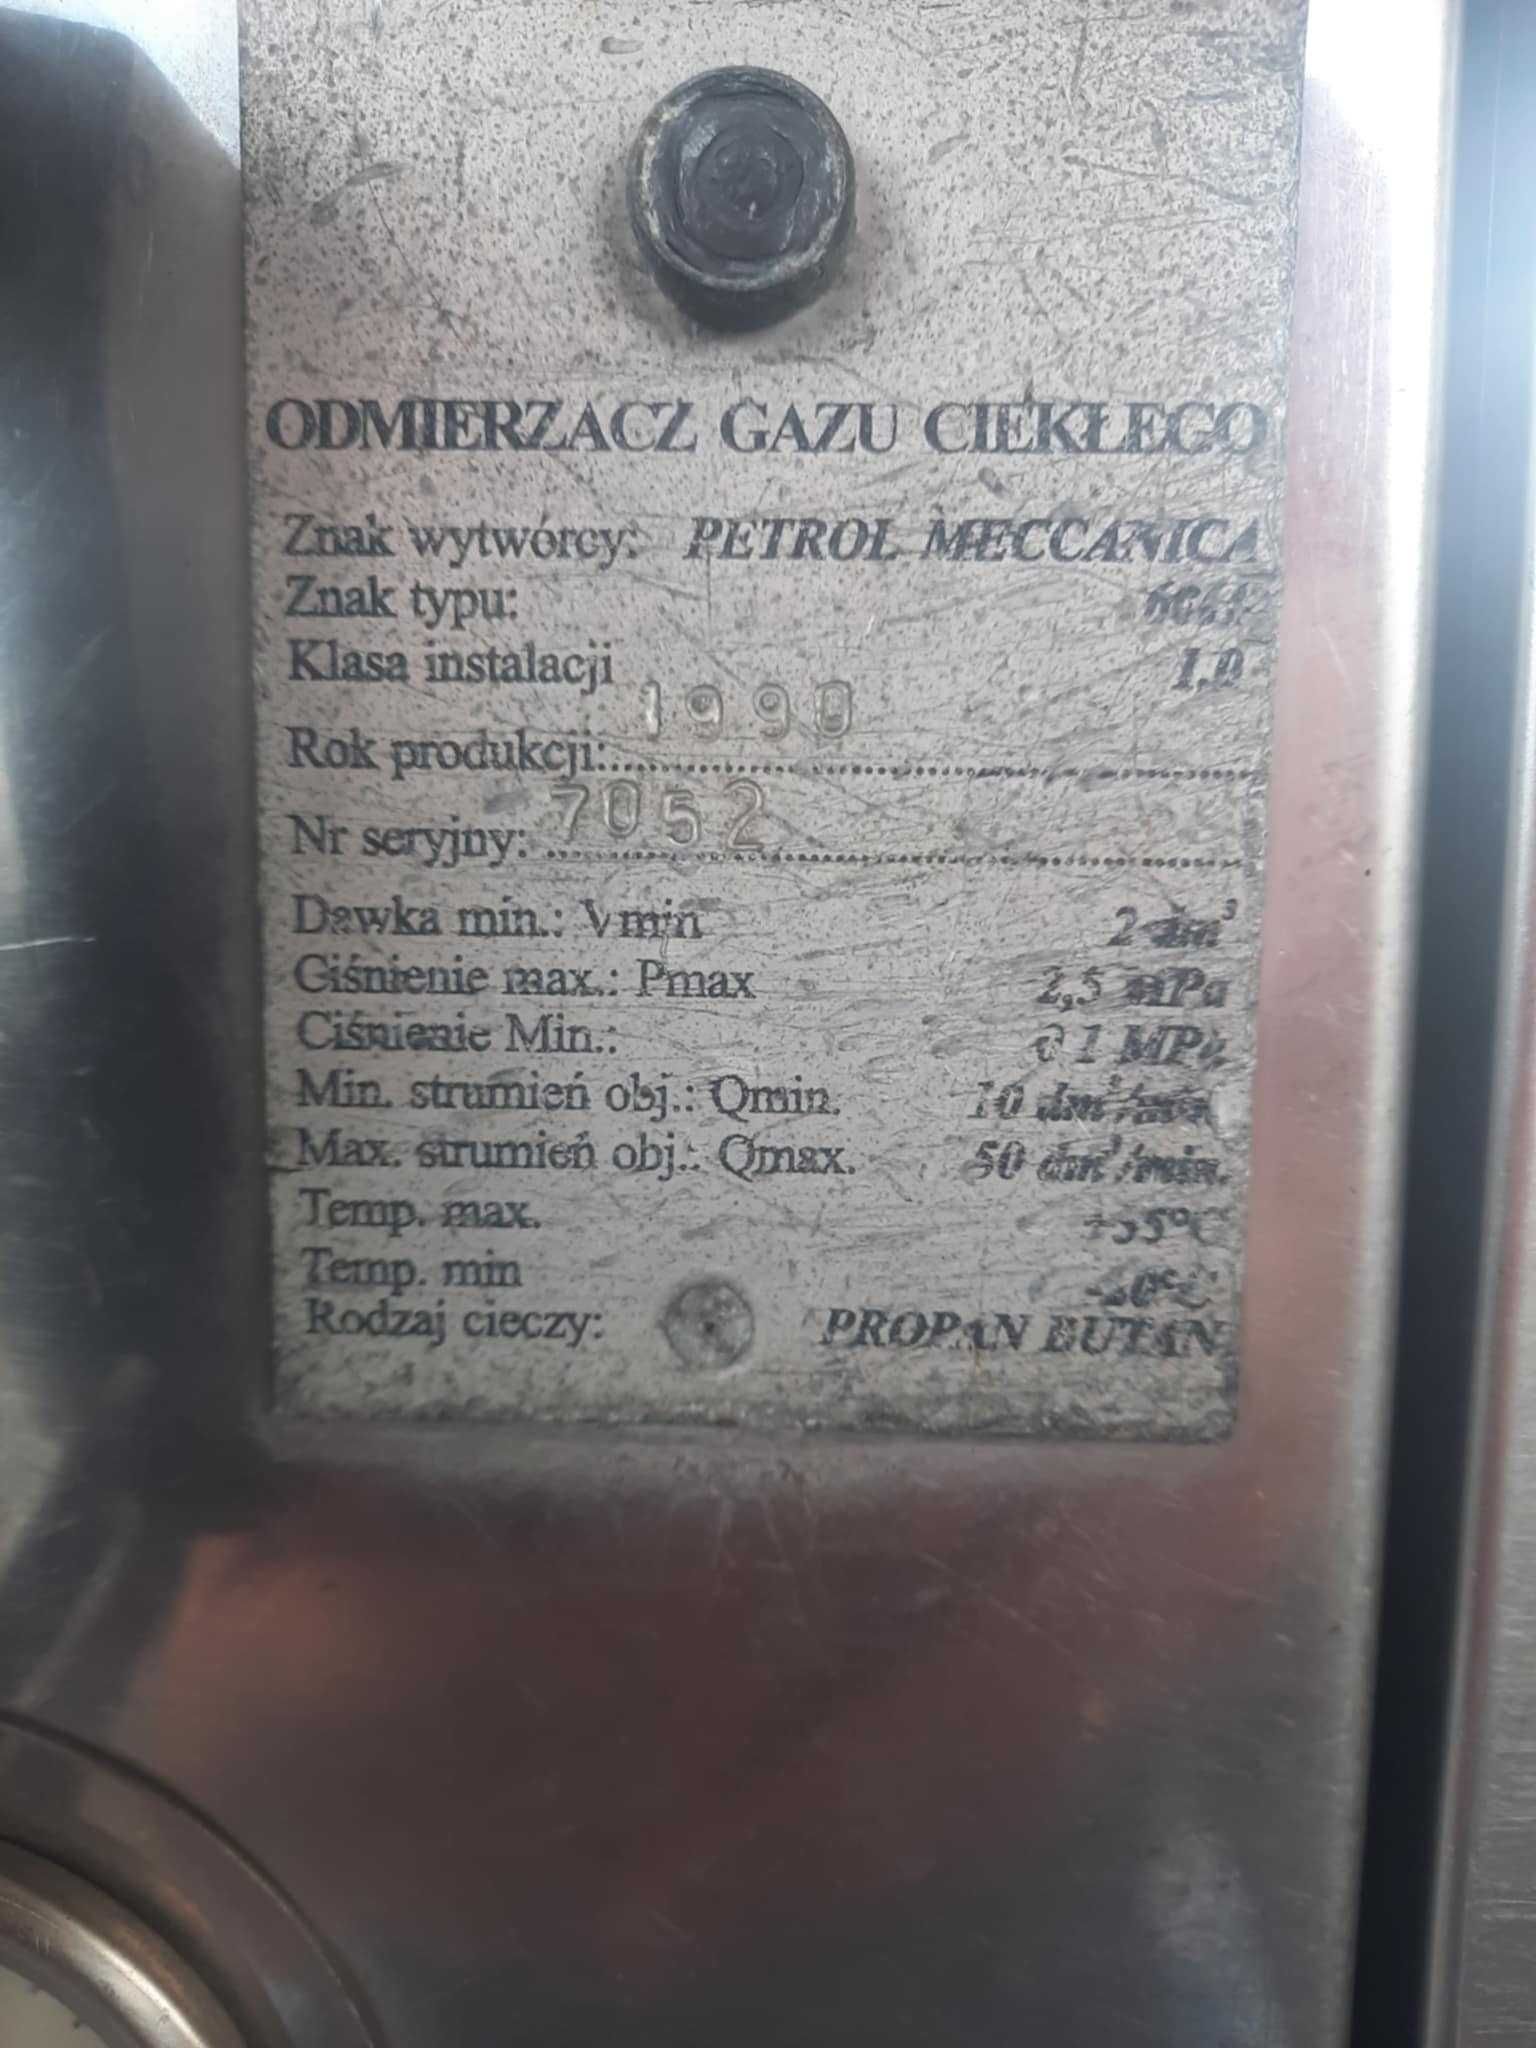 ODMIERZACZ GAZU CIEKŁEGO
Znak wytwórcy: PETROL MECCANICA
Znak typu:
Klasa instalacji 1.0
Rok produkcji: 1990
Nr seryjny: 7052
Dawka min.: Vmin 2 dm³
Ciśnienie max.: Pmax 2,5 mPa
Ciśnienie Min.: 0 1 MPa
Min. strumień obj.: Qmin. 10 dm³/min.
Max. strumień obj.: Qmax. 50 dm³/min.
Temp. max.
Temp. min
Rodzaj cieczy: PROPAN BUTAN